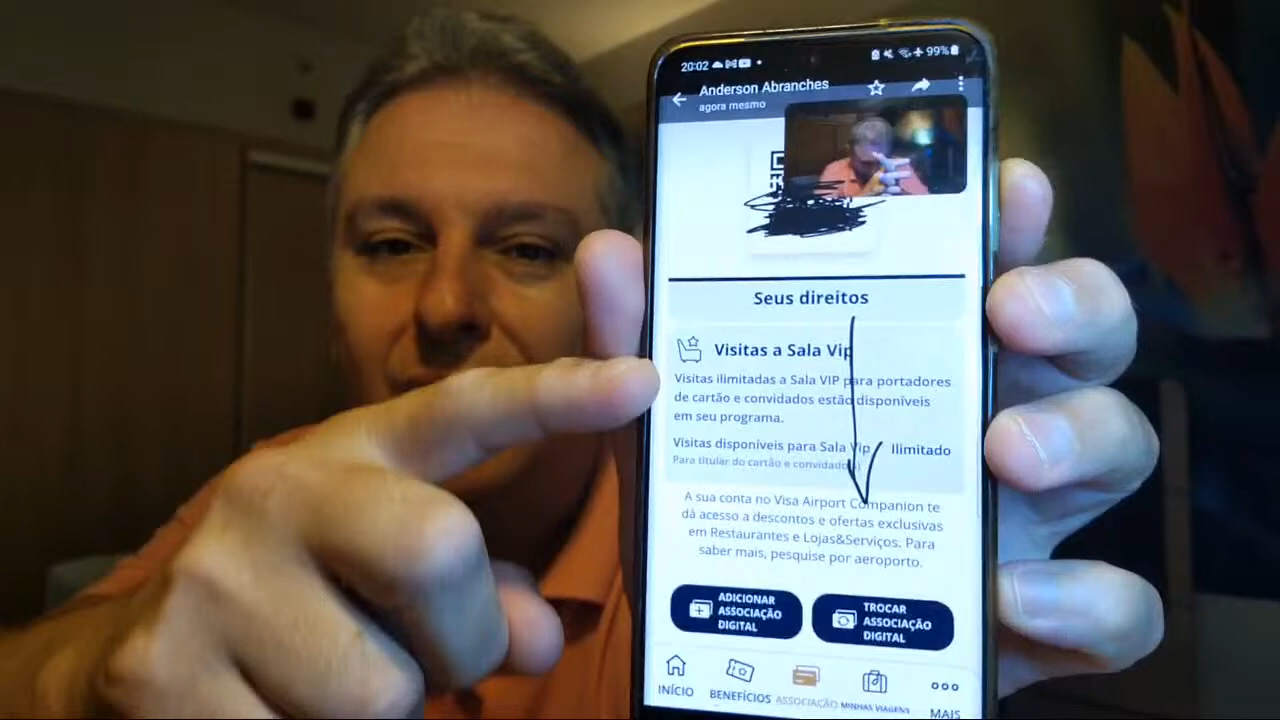 20:02
99%
Anderson Abranches
agora mesmo
Seus direitos
Visitas a Sala Vip
Visitas ilimitadas a Sala VIP para portadores
de cartão e convidados estão disponíveis
em seu programa.
Visitas disponíveis para Sala Vip Ilimitado
Para titular do cartão e convidado(s)
A sua conta no Visa Airport Companion te
dá acesso a descontos e ofertas exclusivas
em Restaurantes e Lojas&Serviços. Para
saber mais, pesquise por aeroporto.
ADICIONAR
ASSOCIAÇÃO
DIGITAL
TROCAR
ASSOCIAÇÃO
DIGITAL
INÍCIO
BENEFÍCIOS
ASSOCIAÇÃO
MINHAS VIAGENS
MAIS